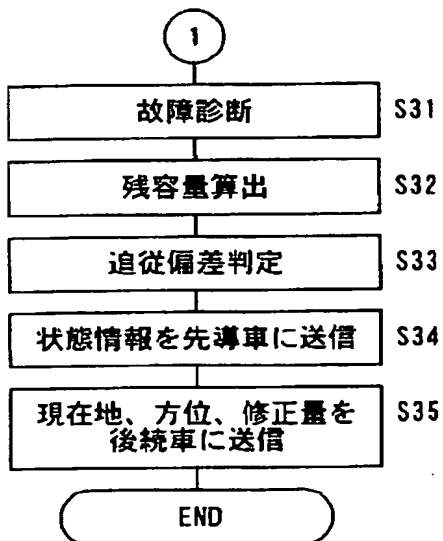 1
故障診断 S31
残容量算出 S32
追従偏差判定 S33
状態情報を先導車に送信 S34
現在地、方位、修正量を S35
後続車に送信
END